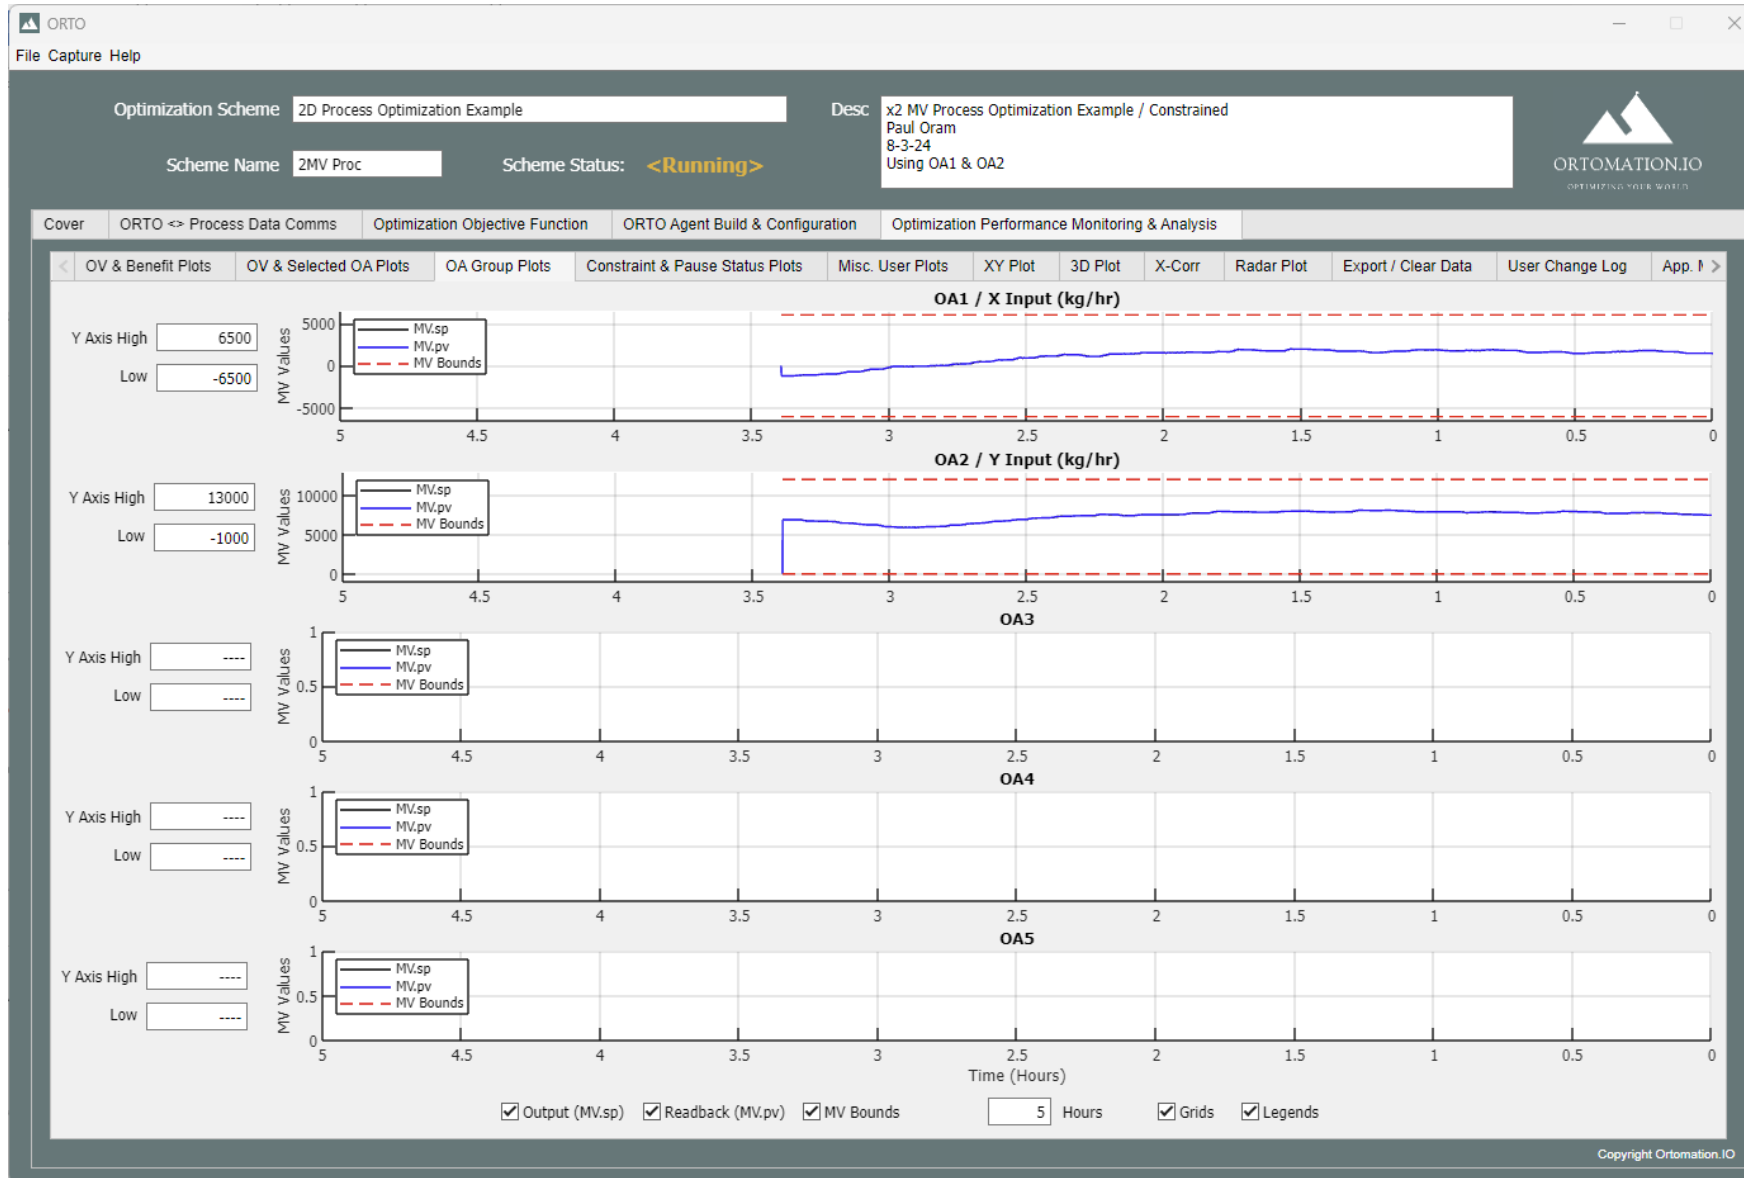 ORTO
File Capture Help
Optimization Scheme 2D Process Optimization Example
Desc x2 MV Process Optimization Example / Constrained
Paul Oram
8-3-24
Using OA1 & OA2
Scheme Name 2MV Proc Scheme Status: <Running>
ORTOMATION.IO
OPTIMIZING YOUR WORLD
Cover ORTO <> Process Data Comms Optimization Objective Function ORTO Agent Build & Configuration Optimization Performance Monitoring & Analysis
< OV & Benefit Plots OV & Selected OA Plots OA Group Plots Constraint & Pause Status Plots Misc. User Plots XY Plot 3D Plot X-Corr Radar Plot Export / Clear Data User Change Log App. >
OA1 / X Input (kg/hr)
Y Axis High 6500
Low -6500
MV Values
5000
0
-5000
MV.sp
MV.pv
MV Bounds
5 4.5 4 3.5 3 2.5 2 1.5 1 0.5 0
OA2 / Y Input (kg/hr)
Y Axis High 13000
Low -1000
MV Values
10000
5000
0
MV.sp
MV.pv
MV Bounds
5 4.5 4 3.5 3 2.5 2 1.5 1 0.5 0
OA3
Y Axis High ----
Low ----
MV Values
1
0.5
0
MV.sp
MV.pv
MV Bounds
5 4.5 4 3.5 3 2.5 2 1.5 1 0.5 0
OA4
Y Axis High ----
Low ----
MV Values
1
0.5
0
MV.sp
MV.pv
MV Bounds
5 4.5 4 3.5 3 2.5 2 1.5 1 0.5 0
OA5
Y Axis High ----
Low ----
MV Values
1
0.5
0
MV.sp
MV.pv
MV Bounds
5 4.5 4 3.5 3 2.5 2 1.5 1 0.5 0
Time (Hours)
Output (MV.sp) Readback (MV.pv) MV Bounds 5 Hours Grids Legends
Copyright Ortomation.IO